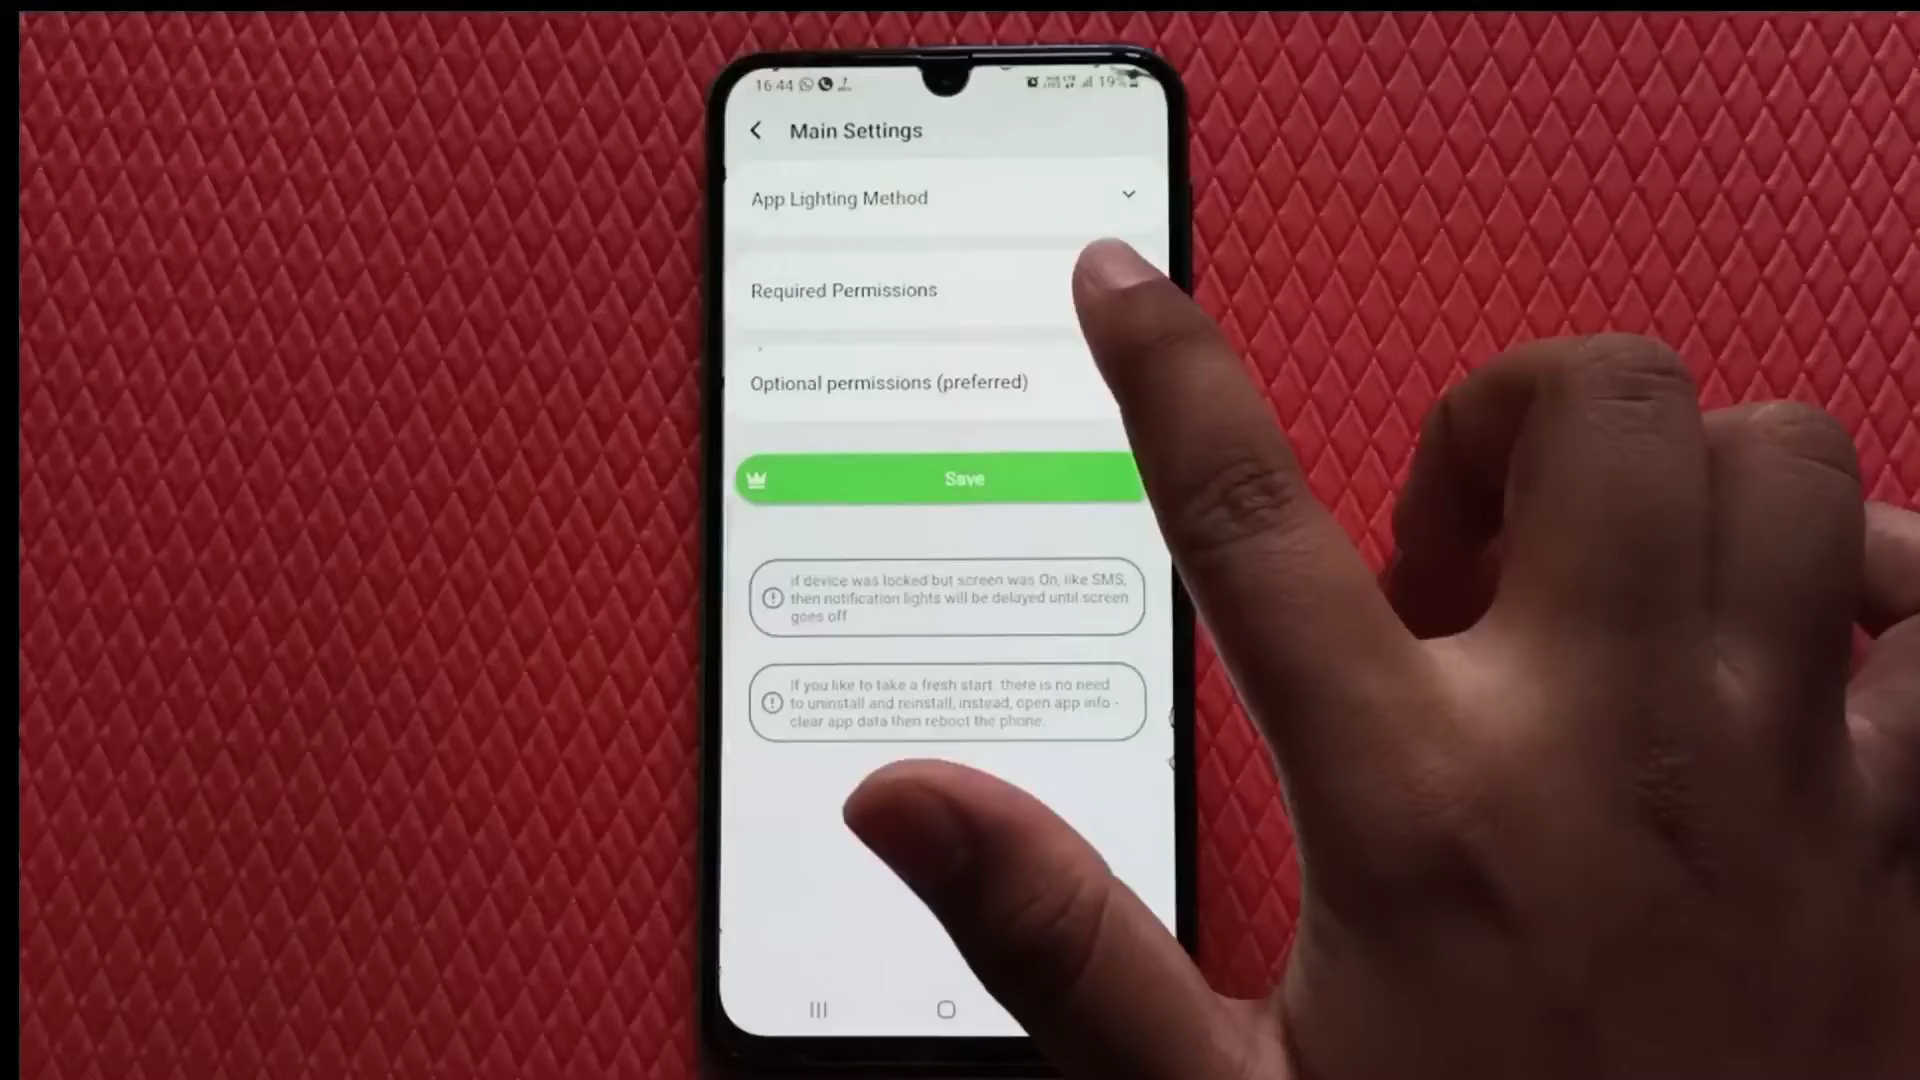 16:44 19%
Main Settings
App Lighting Method
Required Permissions
Optional permissions (preferred)
Save
If device was locked but screen was On, like SMS,
then notification lights will be delayed until screen
goes off
If you like to take a fresh start, there is no need
to uninstall and reinstall, instead, open app info -
clear app data then reboot the phone.